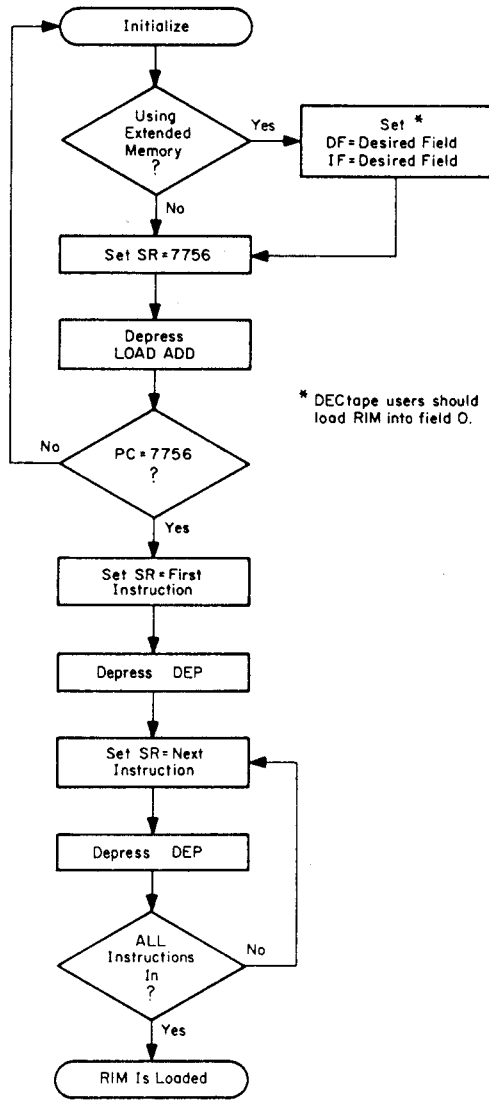 Initialize
Using
Extended
Memory
?
Yes
Set *
DF=Desired Field
IF=Desired Field
No
Set SR=7756
Depress
LOAD ADD
* DECtape users should
load RIM into field 0.
No
PC=7756
?
Yes
Set SR=First
Instruction
Depress DEP
Set SR=Next
Instruction
Depress DEP
ALL
Instructions
In
?
No
Yes
RIM Is Loaded